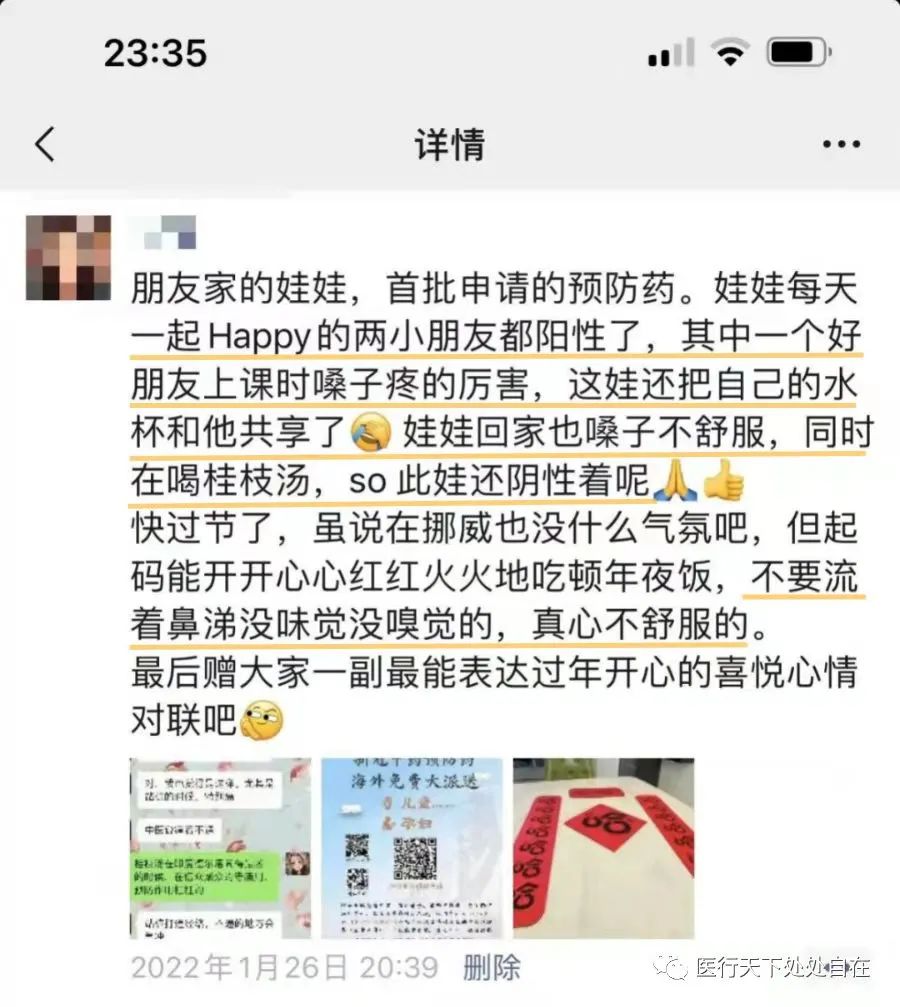 23:35
详情
朋友家的娃娃，首批申请的预防药。娃娃每天
一起Happy的两小朋友都阳性了，其中一个好
朋友上课时嗓子疼的厉害，这娃还把自己的水
杯和他共享了🤣娃娃回家也嗓子不舒服，同时
在喝桂枝汤，so 此娃还阴性着呢🙏👍
快过节了，虽说在挪威也没什么气氛吧，但起
码能开开心心红红火火地吃顿年夜饭，不要流
着鼻涕没味觉没嗅觉的，真心不舒服的。
最后赠大家一副最能表达过年开心的喜悦心情
对联吧
新冠中药预防药
海外免费大派送
儿童……
孕妇
中医
哈
哈哈哈
2022年1月26日 20:39 删除
医行天下处处自在